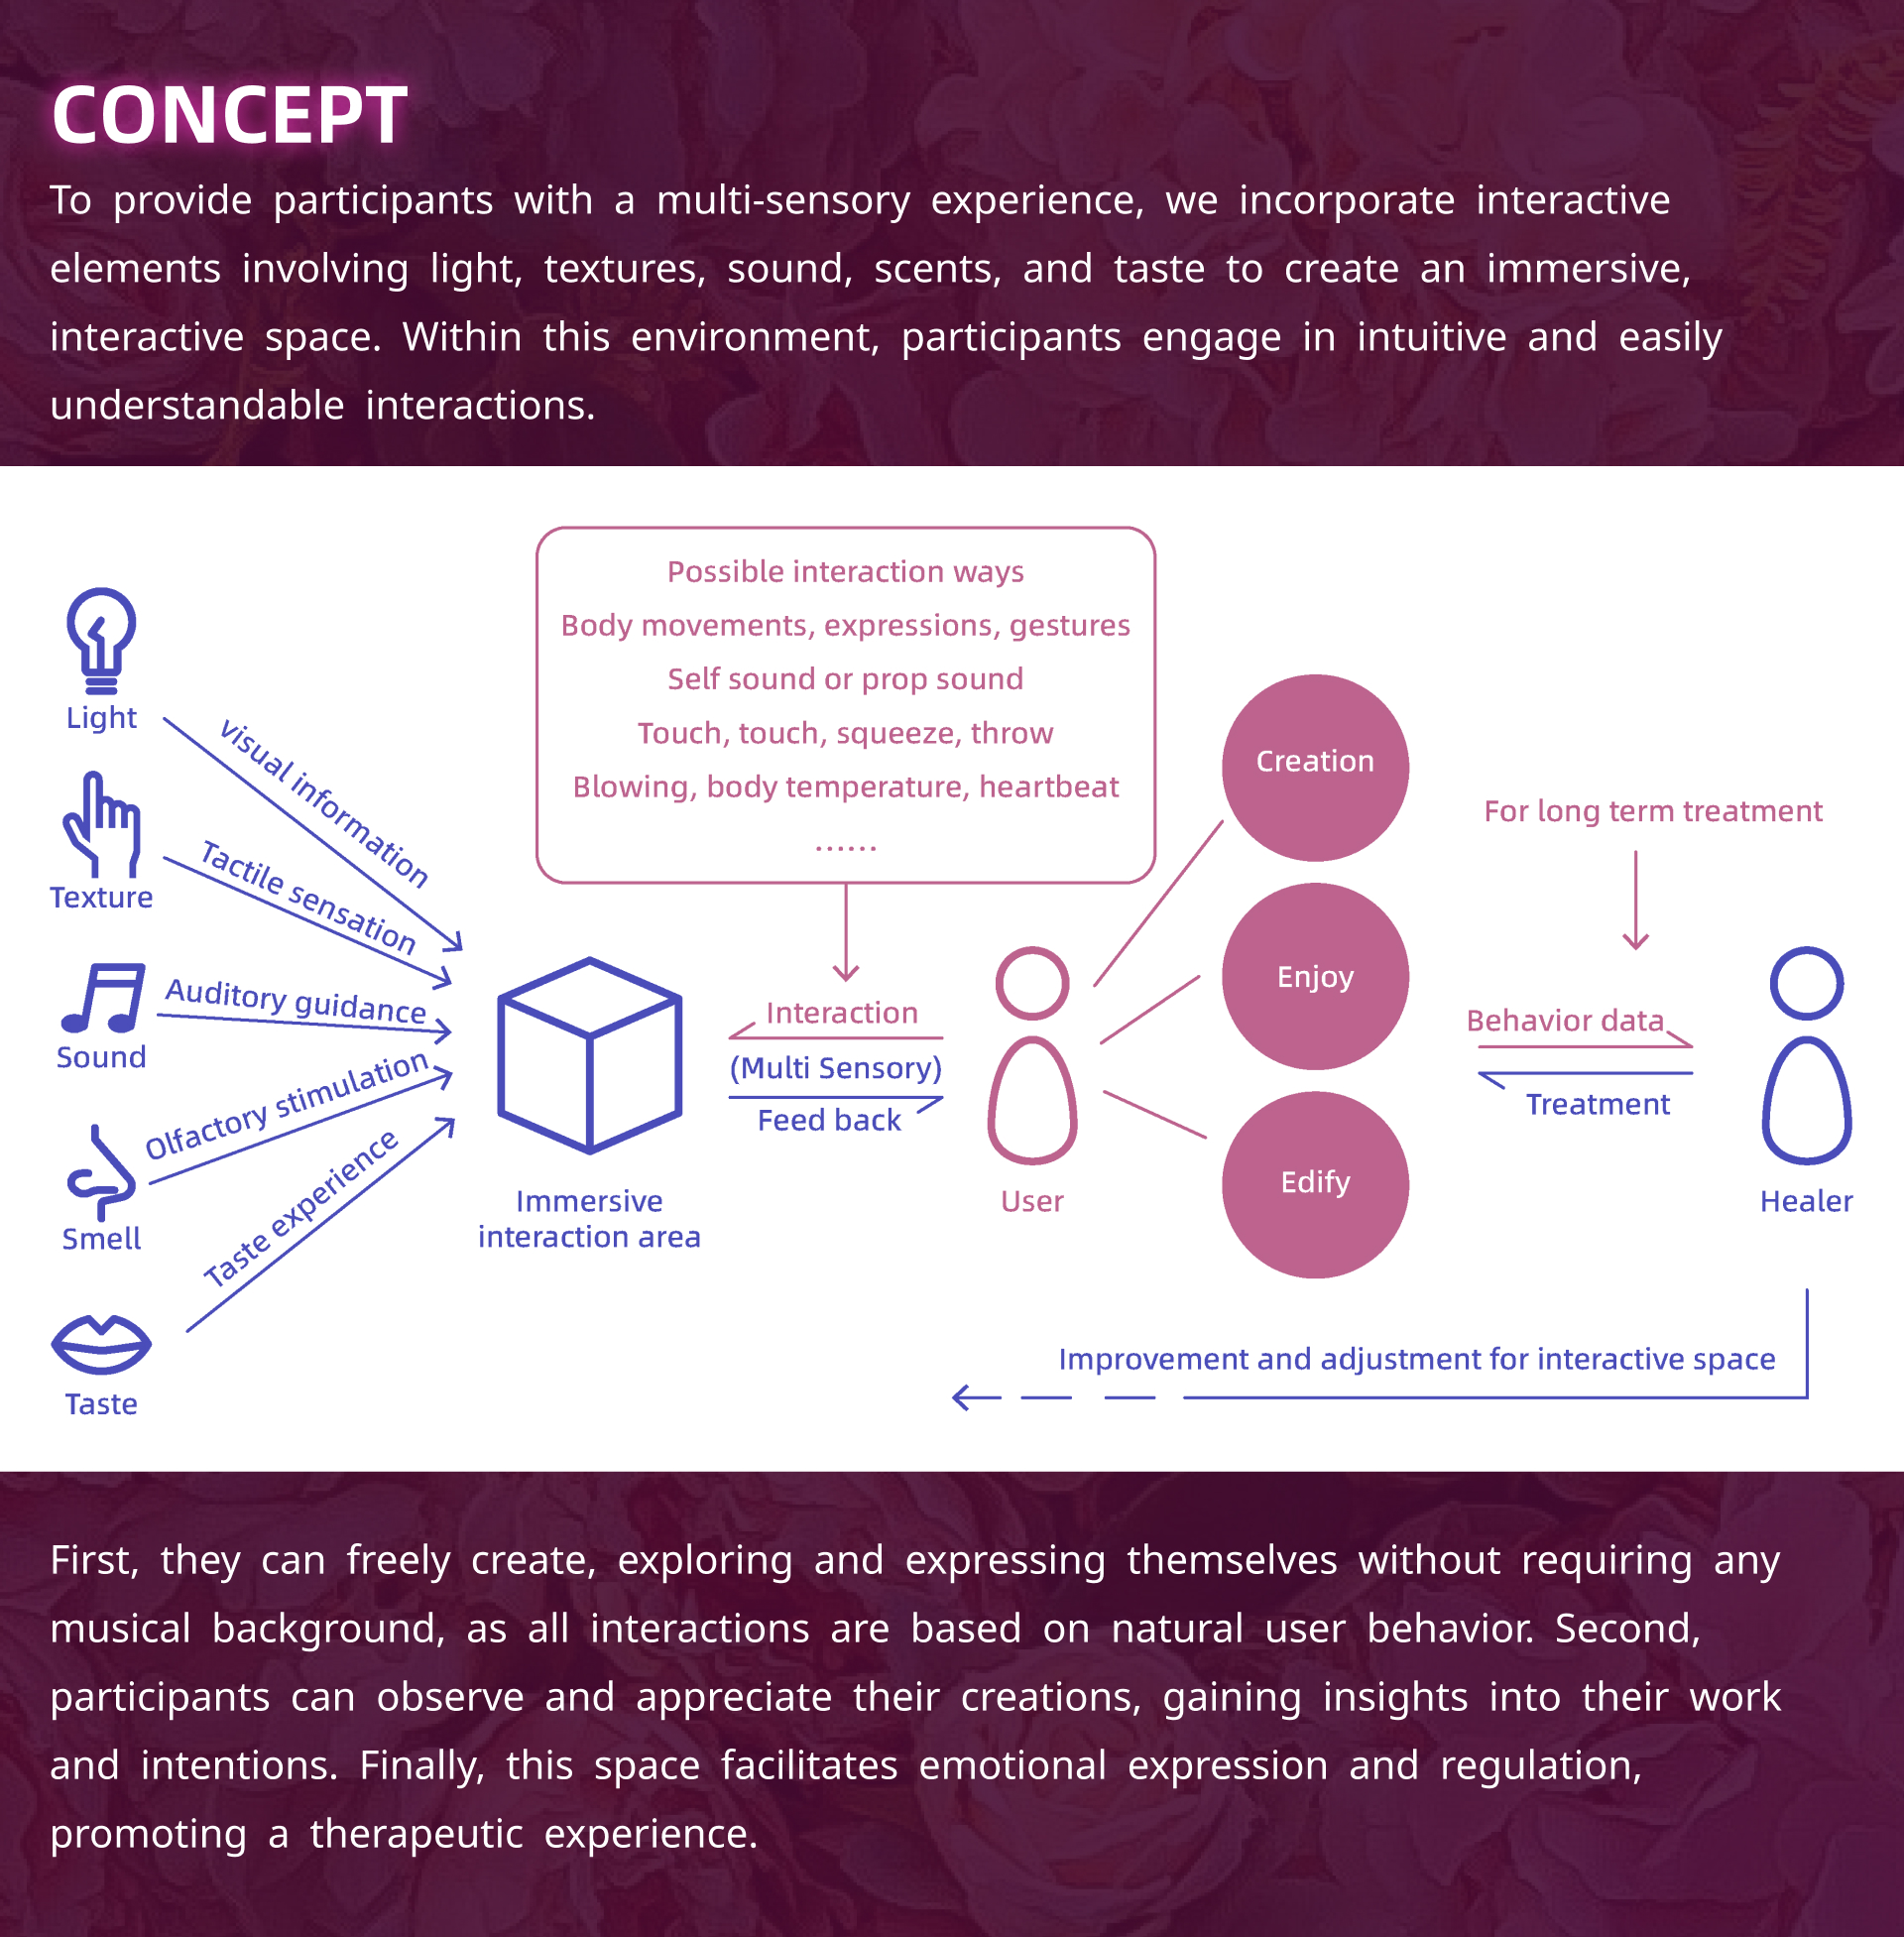 CONCEPT
To provide participants with a multi-sensory experience, we incorporate interactive
elements involving light, textures, sound, scents, and taste to create an immersive,
interactive space. Within this environment, participants engage in intuitive and easily
understandable interactions.
Possible interaction ways
Body movements, expressions, gestures
Self sound or prop sound
Touch, touch, squeeze, throw
Blowing, body temperature, heartbeat
......
Light
visual information
Texture
Tactile sensation
Sound
Auditory guidance
Smell
Olfactory stimulation
Taste
Taste experience
Immersive
interaction area
Interaction
(Multi Sensory)
Feed back
User
Creation
Enjoy
Edify
For long term treatment
Behavior data
Treatment
Healer
Improvement and adjustment for interactive space
First, they can freely create, exploring and expressing themselves without requiring any
musical background, as all interactions are based on natural user behavior. Second,
participants can observe and appreciate their creations, gaining insights into their work
and intentions. Finally, this space facilitates emotional expression and regulation,
promoting a therapeutic experience.